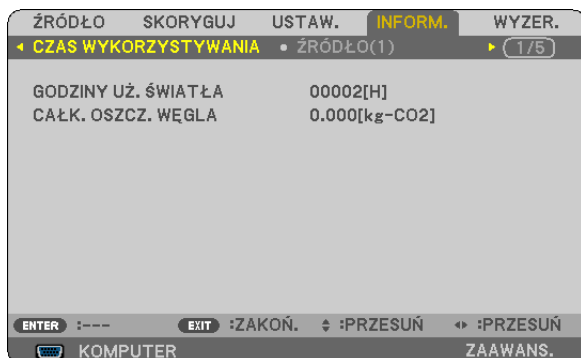 ŹRÓDŁO SKORYGUJ USTAW. INFORM. WYZER.
CZAS WYKORZYSTYWANIA ● ŹRÓDŁO(1) 1/5
GODZINY UŻ. ŚWIATŁA 00002[H]
CAŁK. OSZCZ. WĘGLA 0.000[kg-CO2]
ENTER :--- EXIT :ZAKOŃ. :PRZESUŃ :PRZESUŃ
KOMPUTER ZAAWANS.